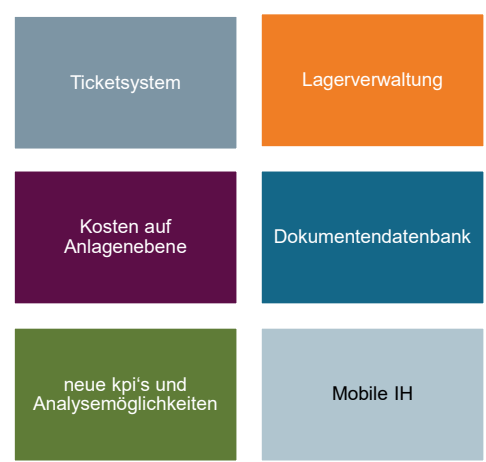 Ticketsystem
Lagerverwaltung
Kosten auf
Anlagenebene
Dokumentendatenbank
neue kpi‘s und
Analysemöglichkeiten
Mobile IH